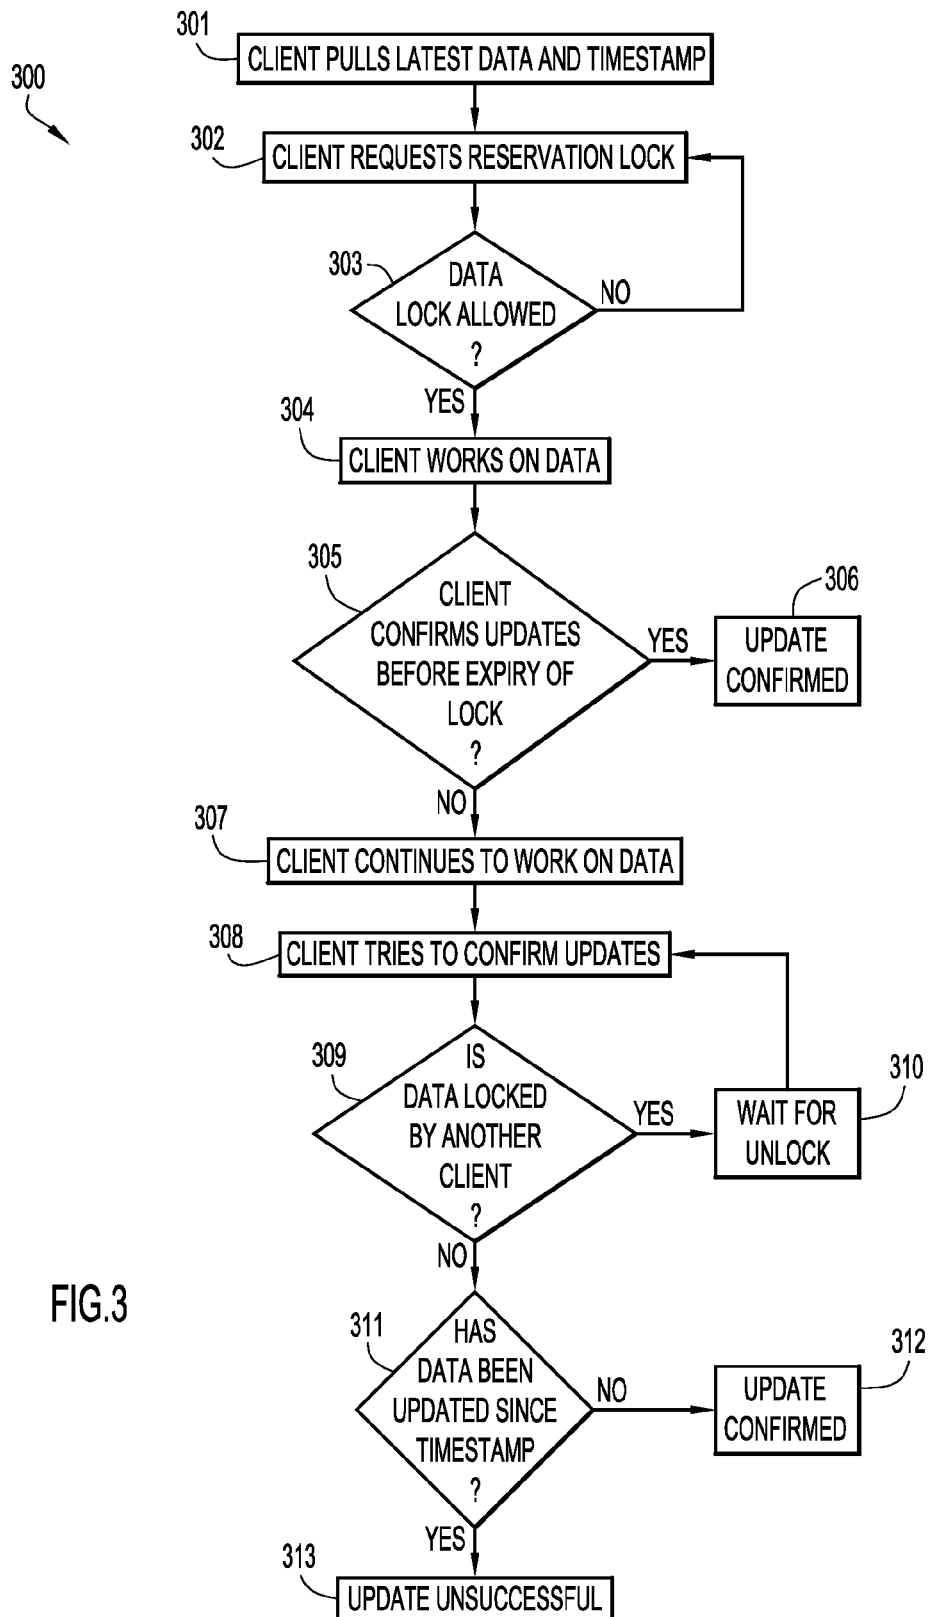 301
CLIENT PULLS LATEST DATA AND TIMESTAMP
300
302
CLIENT REQUESTS RESERVATION LOCK
303
DATA
LOCK ALLOWED
?
NO
YES
304
CLIENT WORKS ON DATA
305
CLIENT
CONFIRMS UPDATES
BEFORE EXPIRY OF
LOCK
?
YES
306
UPDATE
CONFIRMED
NO
307
CLIENT CONTINUES TO WORK ON DATA
308
CLIENT TRIES TO CONFIRM UPDATES
309
IS
DATA LOCKED
BY ANOTHER
CLIENT
?
YES
310
WAIT FOR
UNLOCK
NO
FIG.3
311
HAS
DATA BEEN
UPDATED SINCE
TIMESTAMP
?
NO
312
UPDATE
CONFIRMED
YES
313
UPDATE UNSUCCESSFUL